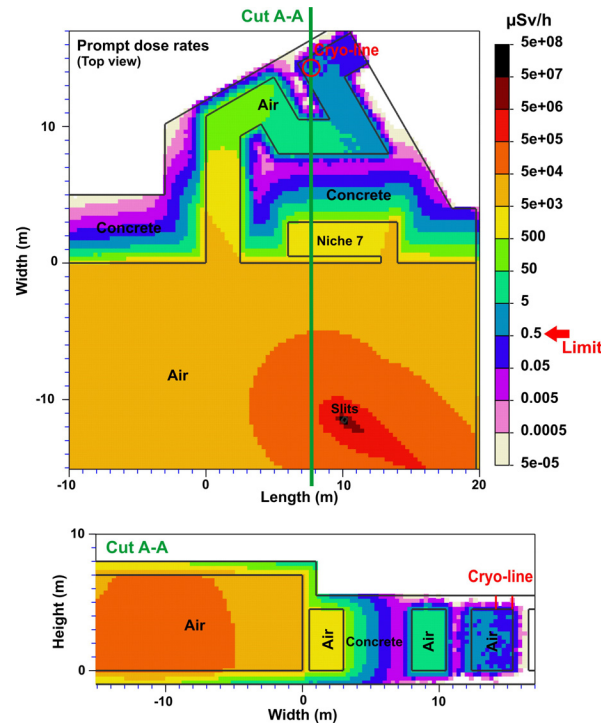 Cut A-A
µSv/h
Prompt dose rates
(Top view)
Cryo-line
Air
Concrete
Concrete
Niche 7
Air
Slits
Width (m)
10
0
-10
-10
0
10
20
Length (m)
5e+08
5e+07
5e+06
5e+05
5e+04
5e+03
500
50
5
0.5
Limit
0.05
0.005
0.0005
5e-05
Cut A-A
Cryo-line
Air
Air
Concrete
Air
Air
Height (m)
10
0
-10
0
10
Width (m)